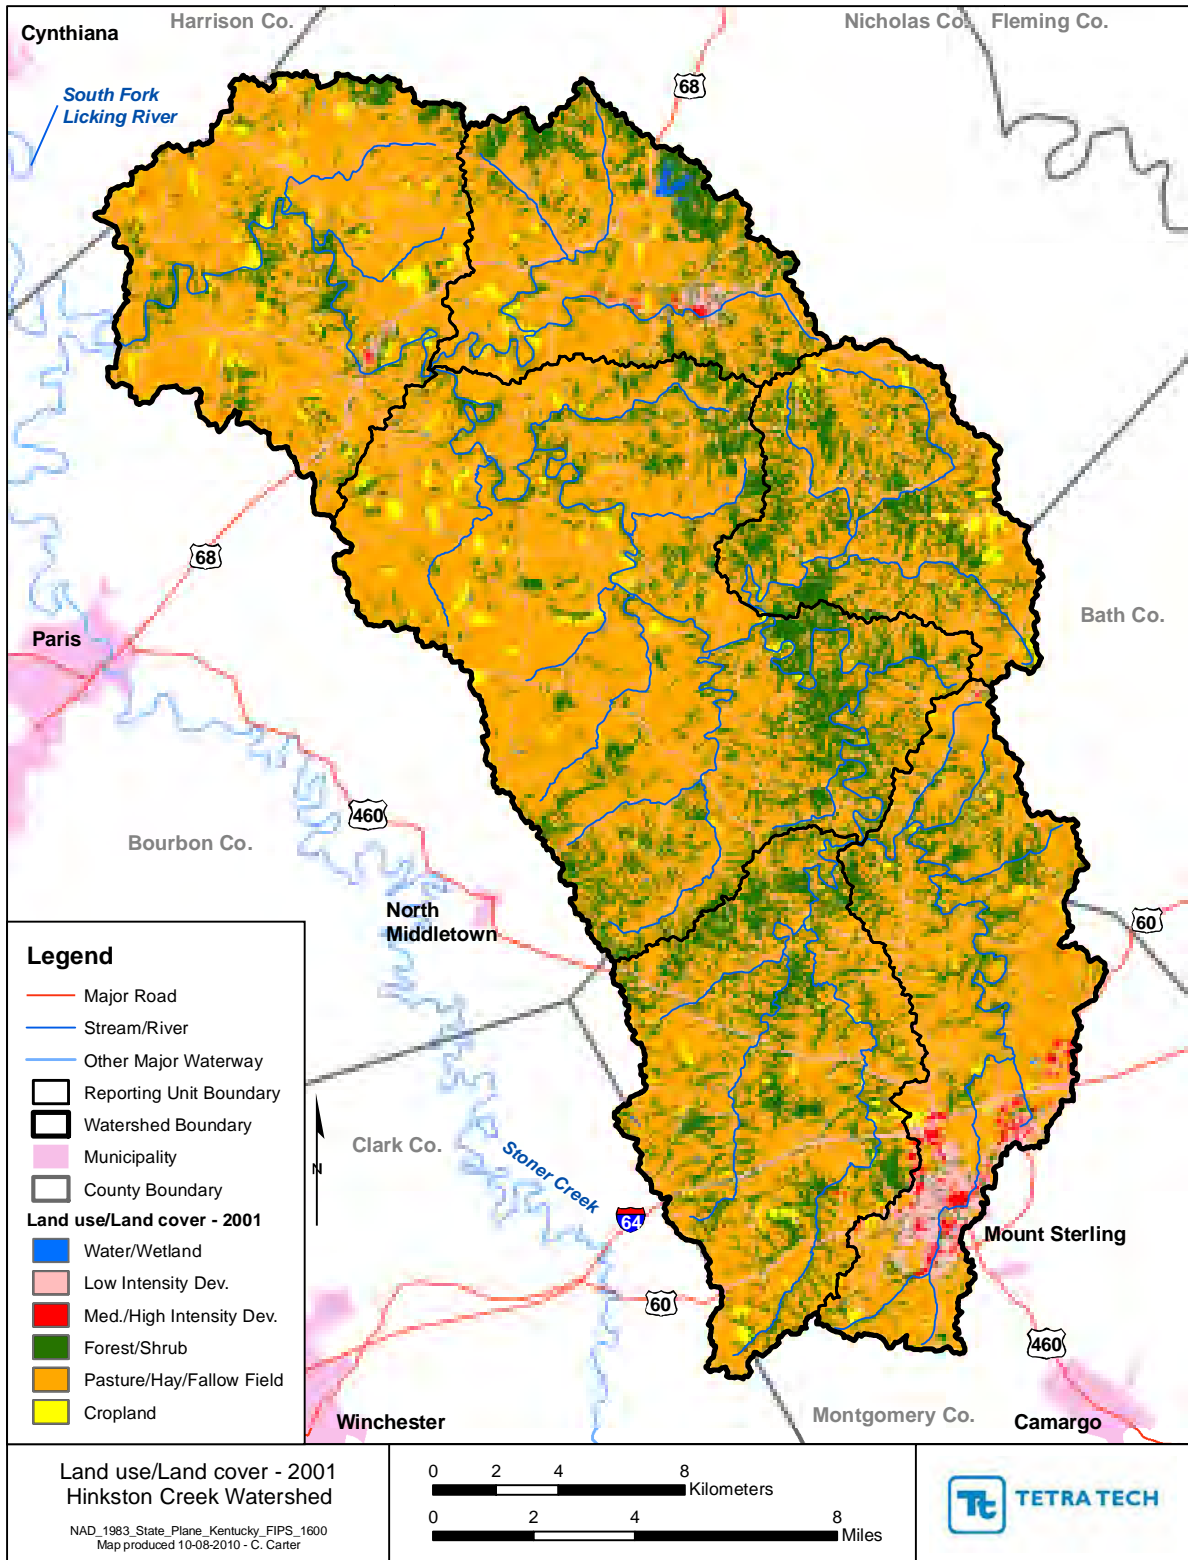 Harrison Co.
Nicholas Co.
Fleming Co.
Cynthiana
South Fork
Licking River
68
68
Paris
Bath Co.
460
Bourbon Co.
North
Middletown
60
Clark Co.
Stoner Creek
64
Mount Sterling
60
460
Winchester
Montgomery Co.
Camargo
Legend
Major Road
Stream/River
Other Major Waterway
Reporting Unit Boundary
Watershed Boundary
Municipality
County Boundary
Land use/Land cover - 2001
Water/Wetland
Low Intensity Dev.
Med./High Intensity Dev.
Forest/Shrub
Pasture/Hay/Fallow Field
Cropland
N
Land use/Land cover - 2001
Hinkston Creek Watershed
NAD_1983_State_Plane_Kentucky_FIPS_1600
Map produced 10-08-2010 - C. Carter
0 2 4 8
Kilometers
0 2 4 8
Miles
Tt TETRA TECH